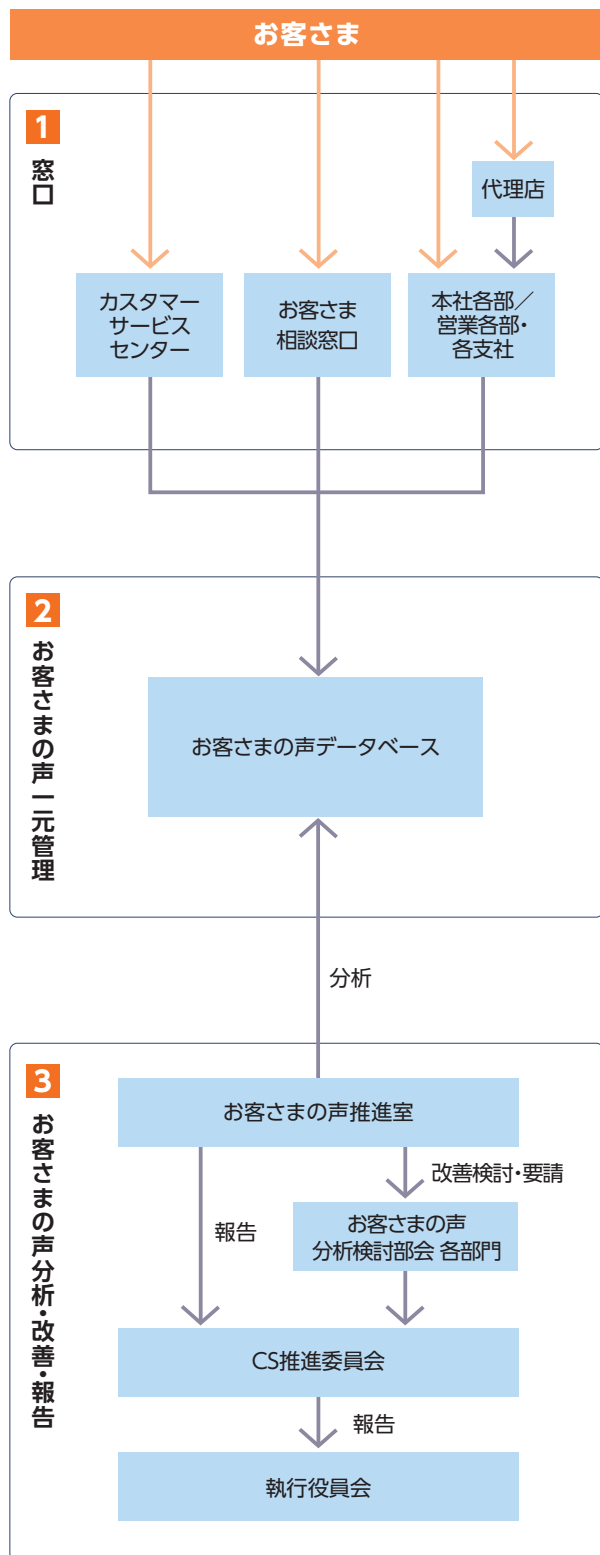 お客さま
1
窓口
代理店
カスタマー
サービス
センター
お客さま
相談窓口
本社各部／
営業各部・
各支社
2
お客さまの声一元管理
お客さまの声データベース
分析
3
お客さまの声分析・改善・報告
お客さまの声推進室
改善検討・要請
報告
お客さまの声
分析検討部会 各部門
CS推進委員会
報告
執行役員会